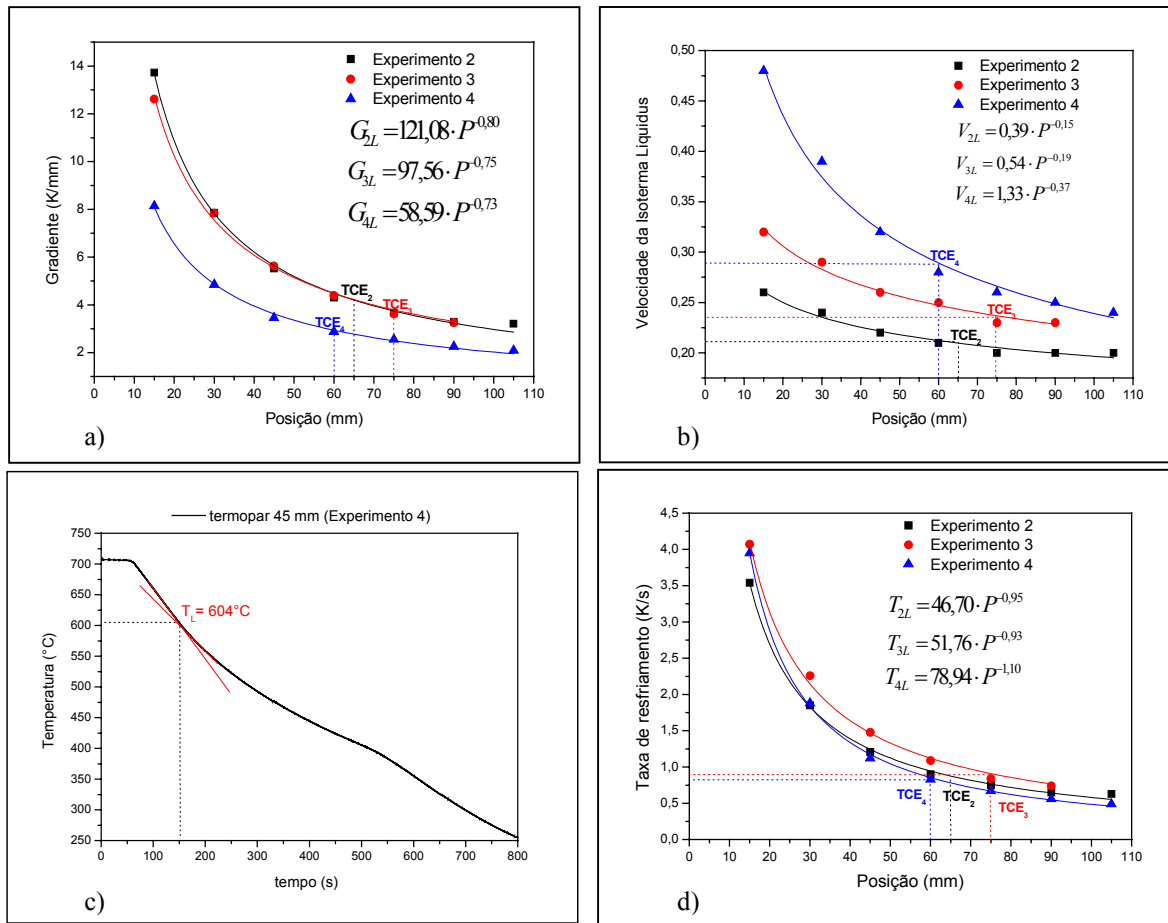 Experimento 2
Experimento 3
Experimento 4
G2L =121,08·P^-0,80
G3L =97,56·P^-0,75
G4L =58,59·P^-0,73
Gradiente (K/mm)
14
12
10
8
6
4
2
TCE2
TCE3
TCE4
0 10 20 30 40 50 60 70 80 90 100 110
Posição (mm)
a)
Experimento 2
Experimento 3
Experimento 4
V2L =0,39·P^-0,15
V3L =0,54·P^-0,19
V4L =1,33·P^-0,37
Velocidade da Isoterma Liquidus
0,50
0,45
0,40
0,35
0,30
0,25
0,20
TCE4
TCE3
TCE2
0 10 20 30 40 50 60 70 80 90 100 110
Posição (mm)
b)
termopar 45 mm (Experimento 4)
TL= 604°C
Temperatura (°C)
750
700
650
600
550
500
450
400
350
300
250
0 100 200 300 400 500 600 700 800
tempo (s)
c)
Experimento 2
Experimento 3
Experimento 4
T2L =46,70·P^-0,95
T3L =51,76·P^-0,93
T4L =78,94·P^-1,10
Taxa de resfriamento (K/s)
4,5
4,0
3,5
3,0
2,5
2,0
1,5
1,0
0,5
0,0
TCE4
TCE2
TCE3
0 10 20 30 40 50 60 70 80 90 100 110
Posição (mm)
d)